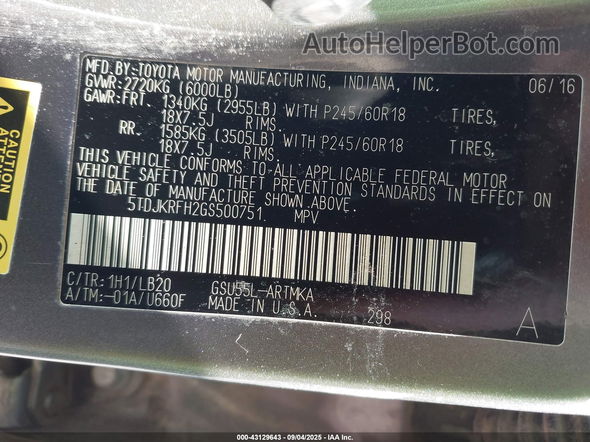 AutoHelperBot.com
MFD. BY: TOYOTA MOTOR MANUFACTURING, INDIANA, INC. 06/16
GVWR: 2720KG (6000LB)
GAWR: FRT. 1340KG (2955LB) WITH P245/60R18 TIRES,
18X7.5J RIMS.
RR. 1585KG (3505LB) WITH P245/60R18 TIRES,
18X7.5J RIMS.
THIS VEHICLE CONFORMS TO ALL APPLICABLE FEDERAL MOTOR
VEHICLE SAFETY AND THEFT PREVENTION STANDARDS IN EFFECT ON
THE DATE OF MANUFACTURE SHOWN ABOVE.
5TDJKRFH2GS500751. MPV
C/TR: 1H1/LB20 GSU55L-ARTMKA
A/TM: -01A/U660F MADE IN U.S.A.
298 A
CAUTION
000-43129643 - 09/04/2025 - IAA Inc.